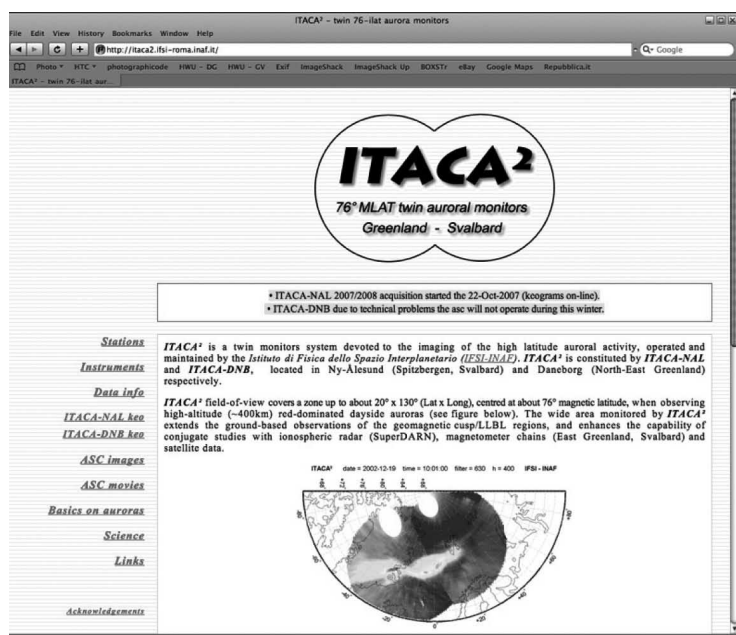 ITACA² – twin 76-ilat aurora monitors
File Edit View History Bookmarks Window Help
http://itaca2.ifsi-roma.inaf.it/
Google
Photo HTC photographicode HWU - DG HWU - GV Exif ImageShack ImageShack Up BOXSTr eBay Google Maps Repubblica.it
ITACA² – twin 76-ilat aur...
ITACA²
76° MLAT twin auroral monitors
Greenland - Svalbard
• ITACA-NAL 2007/2008 acquisition started the 22-Oct-2007 (keograms on-line).
• ITACA-DNB due to technical problems the asc will not operate during this winter.
Stations
Instruments
Data info
ITACA-NAL keo
ITACA-DNB keo
ASC images
ASC movies
Basics on auroras
Science
Links
Acknowledgements
ITACA² is a twin monitors system devoted to the imaging of the high latitude auroral activity, operated and
maintained by the Istituto di Fisica dello Spazio Interplanetario (IFSI-INAF). ITACA² is constituted by ITACA-NAL
and ITACA-DNB, located in Ny-Ålesund (Spitzbergen, Svalbard) and Daneborg (North-East Greenland)
respectively.
ITACA² field-of-view covers a zone up to about 20° x 130° (Lat x Long), centred at about 76° magnetic latitude, when observing
high-altitude (~400km) red-dominated dayside auroras (see figure below). The wide area monitored by ITACA²
extends the ground-based observations of the geomagnetic cusp/LLBL regions, and enhances the capability of
conjugate studies with ionospheric radar (SuperDARN), magnetometer chains (East Greenland, Svalbard) and
satellite data.
ITACA² date = 2002-12-19 time = 10:01:00 filter = 630 h = 400 IFSI - INAF
-40
-20
0
+20
+40
+60